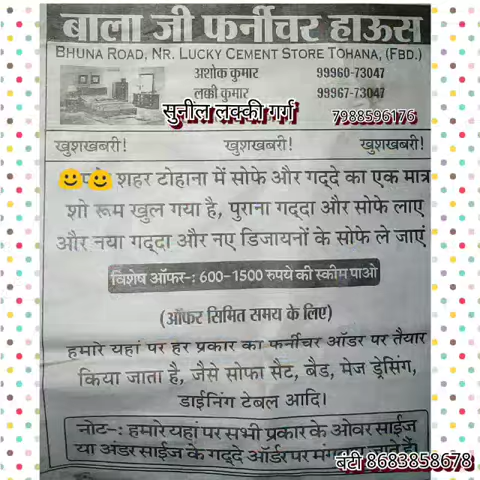 बाला जी फर्नीचर हाऊस
BHUNA ROAD, NR. LUCKY CEMENT STORE TOHANA, (FBD.)
अशोक कुमार 99960-73047
लक्की कुमार 99967-73047
सुनील लक्की गर्ग 7988596176
खुशखबरी! खुशखबरी! खुशखबरी!
शहर टोहाना में सोफे और गद्दे का एक मात्र
शो रूम खुल गया है, पुराना गद्दा और सोफे लाए
और नया गद्दा और नए डिजायनों के सोफे ले जाएं
विशेष ऑफर-: 600-1500 रुपये की स्कीम पाओ
(ऑफर सिमित समय के लिए)
हमारे यहां पर हर प्रकार का फर्नीचर ऑडर पर तैयार
किया जाता है, जैसे सोफा सैट, बैड, मेज ड्रेसिंग,
डाईनिंग टेबल आदि।
नोट-: हमारे यहां पर सभी प्रकार के ओवर साईज
या अंडर साईज के गद्दे ऑर्डर पर
बंटी 8683858678